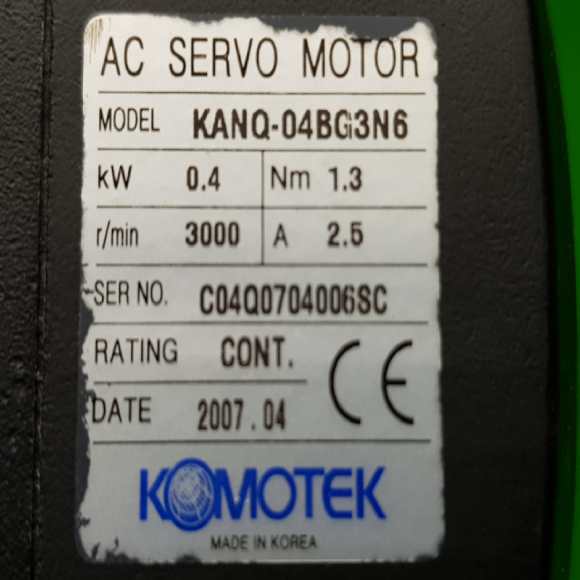 AC SERVO MOTOR
MODEL KANQ-04BG3N6
kW 0.4 Nm 1.3
r/min 3000 A 2.5
SER NO. C04Q0704006SC
RATING CONT. CE
DATE 2007.04
KOMOTEK
MADE IN KOREA